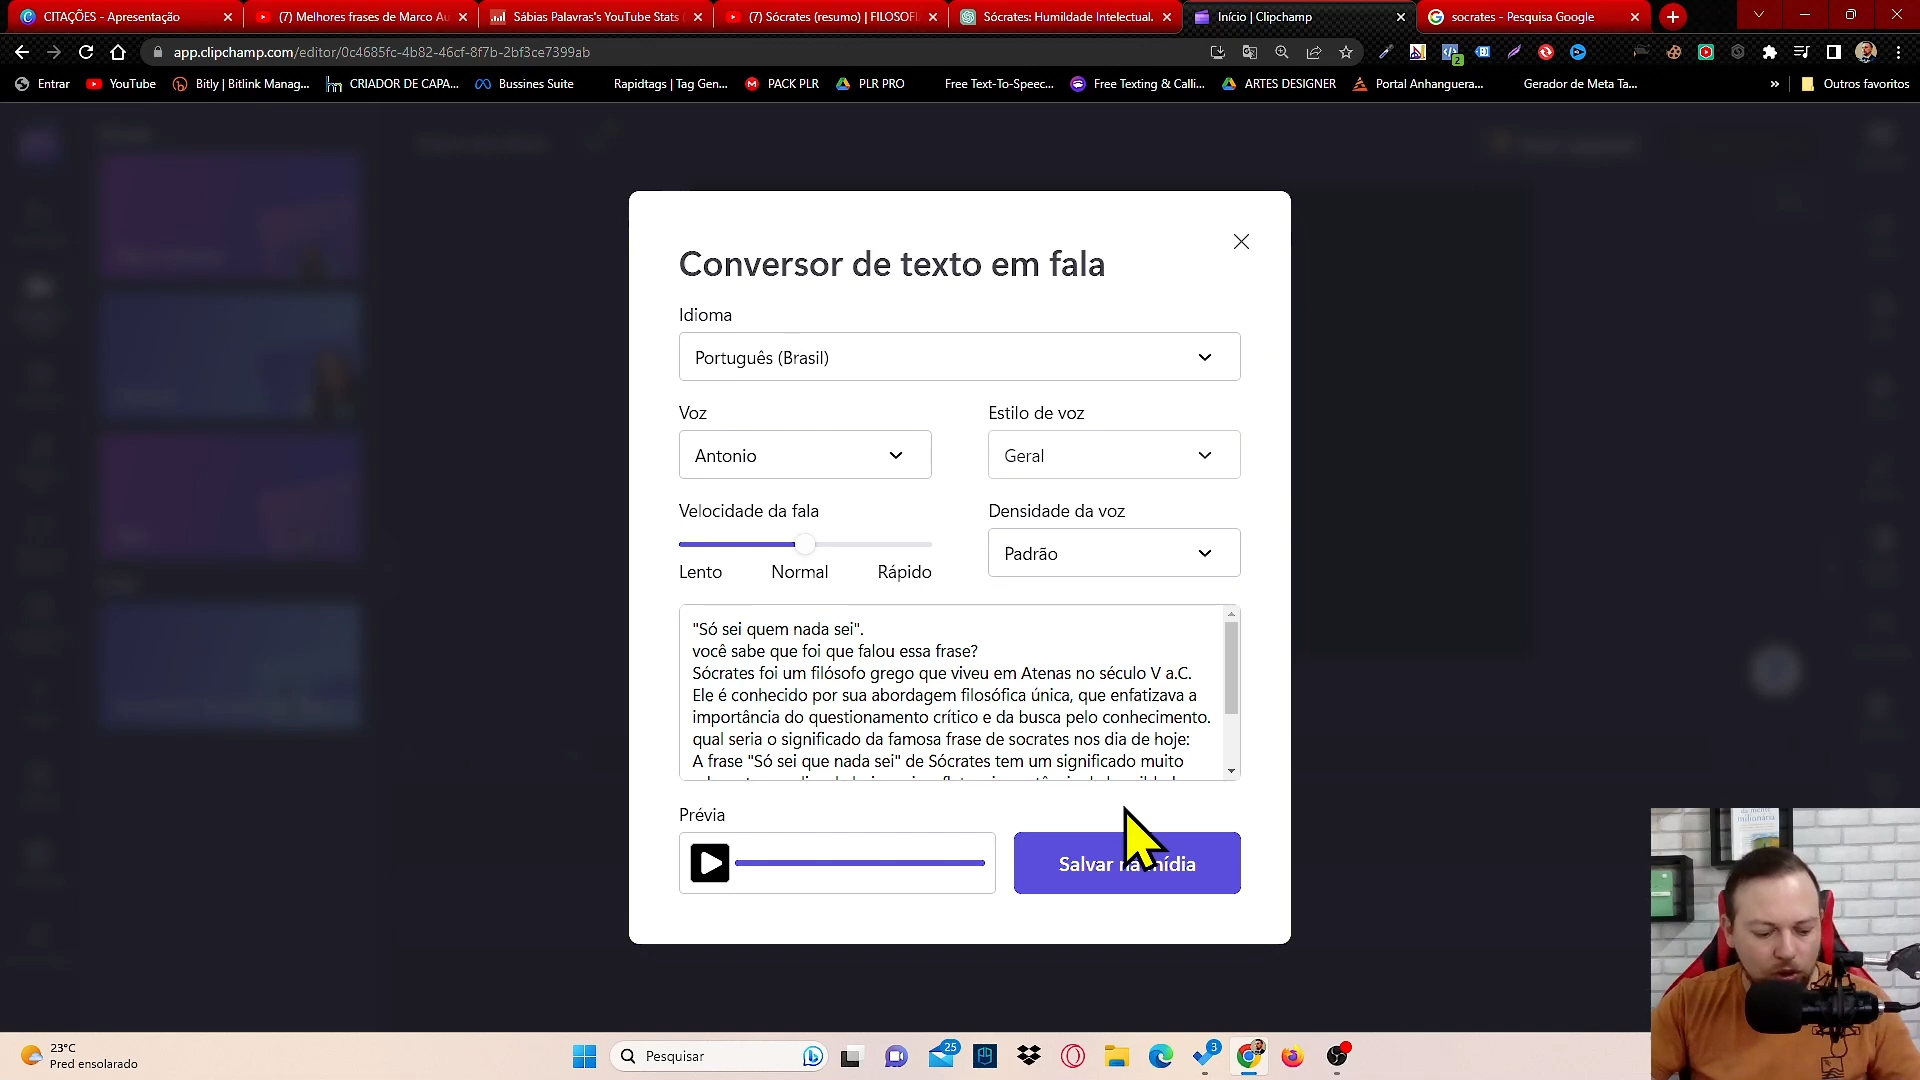 CITAÇÕES - Apresentação
(7) Melhores frases de Marco Au
Sábias Palavras's YouTube Stats (
(7) Sócrates (resumo) | FILOSOFI
Sócrates: Humildade Intelectual.
Início | Clipchamp
socrates - Pesquisa Google
app.clipchamp.com/editor/0c4685fc-4b82-46cf-8f7b-2bf3ce7399ab
2
Entrar
YouTube
Bitly | Bitlink Manag...
CRIADOR DE CAPA...
Bussines Suite
Rapidtags | Tag Gen...
PACK PLR
PLR PRO
Free Text-To-Speec...
Free Texting & Calli...
ARTES DESIGNER
Portal Anhanguera...
Gerador de Meta Ta...
»
Outros favoritos
Conversor de texto em fala
Idioma
Português (Brasil)
Voz
Estilo de voz
Antonio
Geral
Velocidade da fala
Densidade da voz
Padrão
Lento
Normal
Rápido
"Só sei quem nada sei".
você sabe que foi que falou essa frase?
Sócrates foi um filósofo grego que viveu em Atenas no século V a.C.
Ele é conhecido por sua abordagem filosófica única, que enfatizava a
importância do questionamento crítico e da busca pelo conhecimento.
qual seria o significado da famosa frase de socrates nos dia de hoje:
A frase "Só sei que nada sei" de Sócrates tem um significado muito
Prévia
Salvar na mídia
da mente
milionária
23°C
Pred ensolarado
Pesquisar
25
3